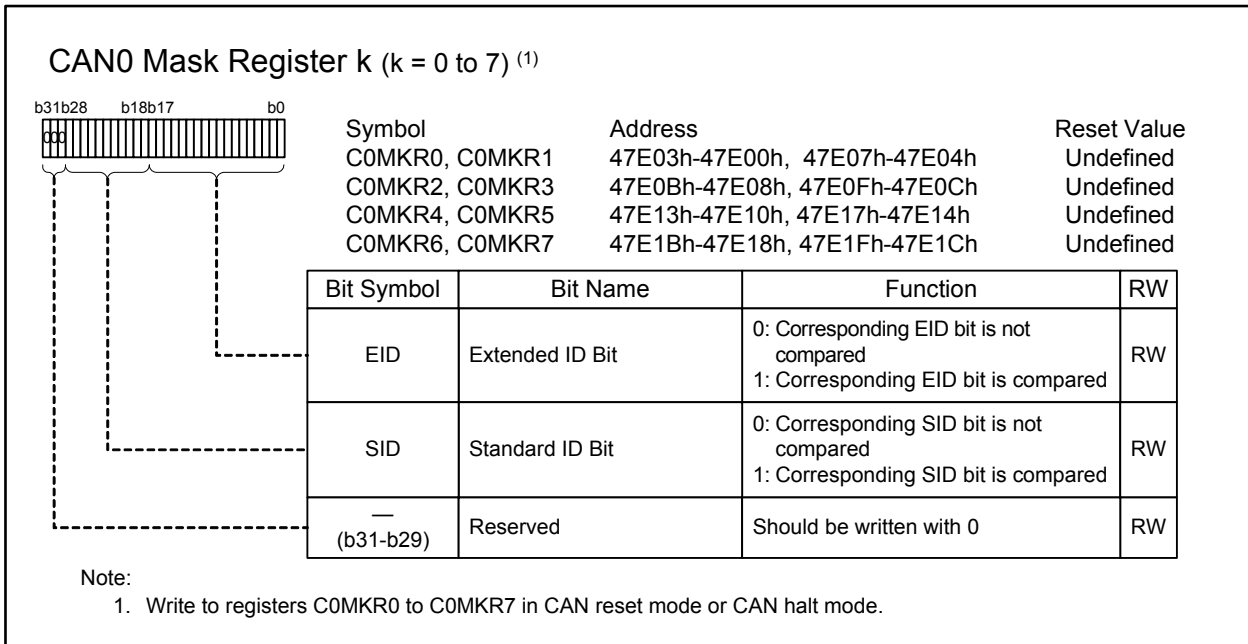 CAN0 Mask Register k (k = 0 to 7) (1)
b31b28 b18b17 b0
000
Symbol Address Reset Value
C0MKR0, C0MKR1 47E03h-47E00h, 47E07h-47E04h Undefined
C0MKR2, C0MKR3 47E0Bh-47E08h, 47E0Fh-47E0Ch Undefined
C0MKR4, C0MKR5 47E13h-47E10h, 47E17h-47E14h Undefined
C0MKR6, C0MKR7 47E1Bh-47E18h, 47E1Fh-47E1Ch Undefined
Bit Symbol Bit Name Function RW
EID Extended ID Bit 0: Corresponding EID bit is not
compared
1: Corresponding EID bit is compared RW
SID Standard ID Bit 0: Corresponding SID bit is not
compared
1: Corresponding SID bit is compared RW
—
(b31-b29) Reserved Should be written with 0 RW
Note:
1. Write to registers C0MKR0 to C0MKR7 in CAN reset mode or CAN halt mode.